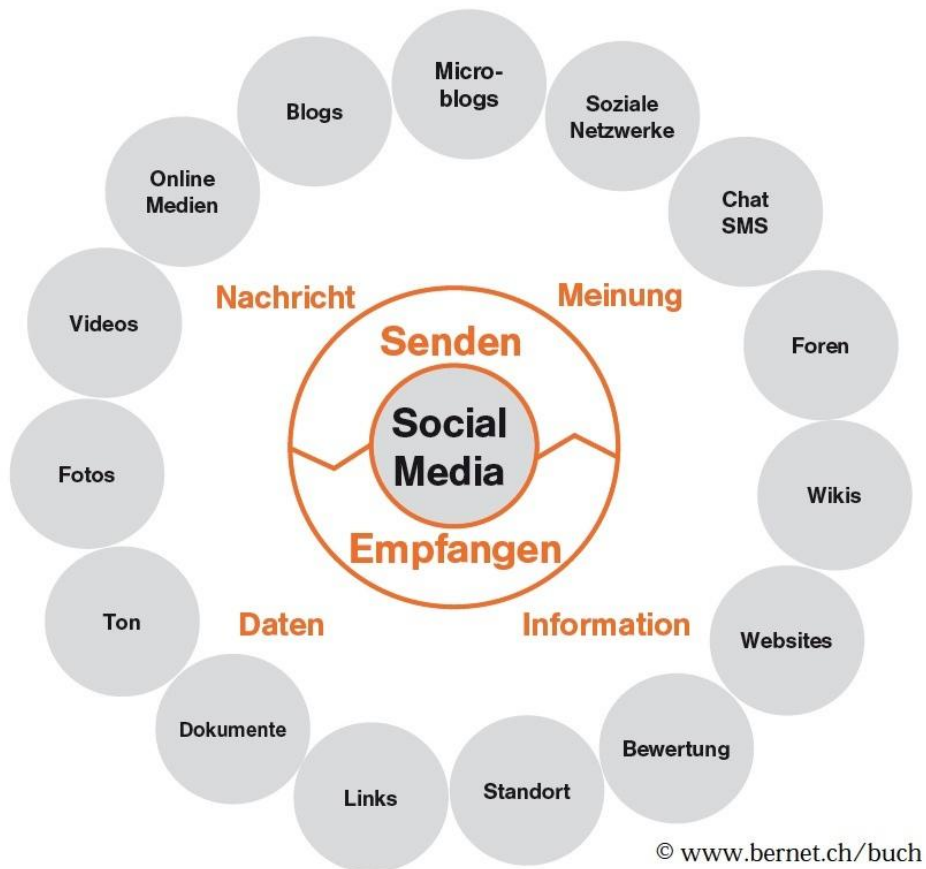 Micro-
blogs
Soziale
Netzwerke
Chat
SMS
Foren
Wikis
Websites
Bewertung
Standort
Links
Dokumente
Ton
Fotos
Videos
Online
Medien
Blogs
Nachricht
Meinung
Senden
Social
Media
Empfangen
Daten
Information
© www.bernet.ch/buch